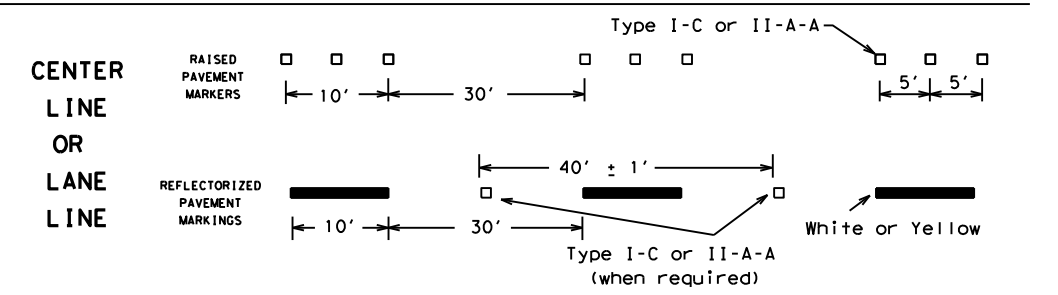 Type I-C or II-A-A
CENTER
LINE
OR
LANE
LINE
RAISED
PAVEMENT
MARKERS
10'
30'
5'
5'
40' ± 1'
REFLECTORIZED
PAVEMENT
MARKINGS
10'
30'
Type I-C or II-A-A
(when required)
White or Yellow